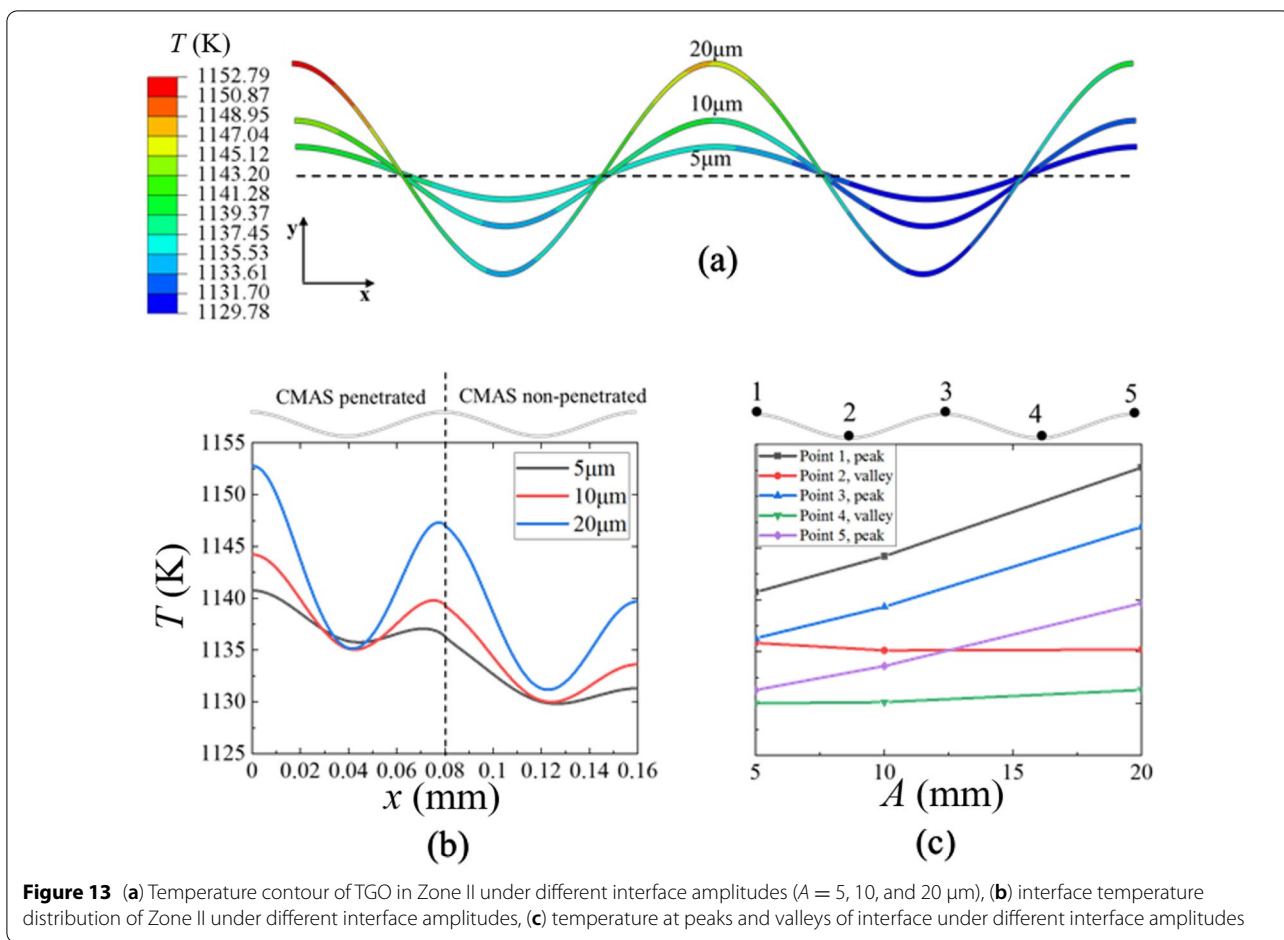 T (K)
1152.79
1150.87
1148.95
1147.04
1145.12
1143.20
1141.28
1139.37
1137.45
1135.53
1133.61
1131.70
1129.78
20μm
10μm
5μm
y
x
(a)
CMAS penetrated CMAS non-penetrated
1155
1150
1145
1140
1135
1130
1125
T (K)
5μm
10μm
20μm
0 0.02 0.04 0.06 0.08 0.1 0.12 0.14 0.16
x (mm)
(b)
1 2 3 4 5
Point 1, peak
Point 2, valley
Point 3, peak
Point 4, valley
Point 5, peak
5 10 15 20
A (mm)
(c)
Figure 13 (a) Temperature contour of TGO in Zone II under different interface amplitudes (A = 5, 10, and 20 μm), (b) interface temperature
distribution of Zone II under different interface amplitudes, (c) temperature at peaks and valleys of interface under different interface amplitudes